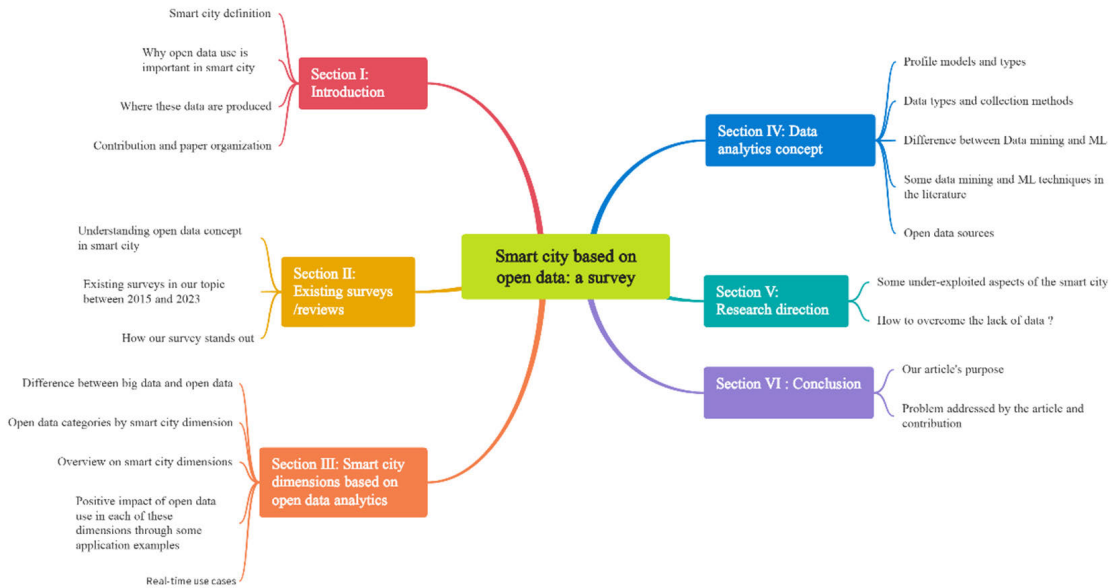 Smart city based on
open data: a survey
Section I:
Introduction
Smart city definition
Why open data use is
important in smart city
Where these data are produced
Contribution and paper organization
Section II:
Existing surveys
/reviews
Understanding open data concept
in smart city
Existing surveys in our topic
between 2015 and 2023
How our survey stands out
Section III: Smart city
dimensions based on
open data analytics
Difference between big data and open data
Open data categories by smart city dimension
Overview on smart city dimensions
Positive impact of open data
use in each of these
dimensions through some
application examples
Real-time use cases
Section IV: Data
analytics concept
Profile models and types
Data types and collection methods
Difference between Data mining and ML
Some data mining and ML techniques in
the literature
Open data sources
Section V:
Research direction
Some under-exploited aspects of the smart city
How to overcome the lack of data ?
Section VI : Conclusion
Our article's purpose
Problem addressed by the article and
contribution